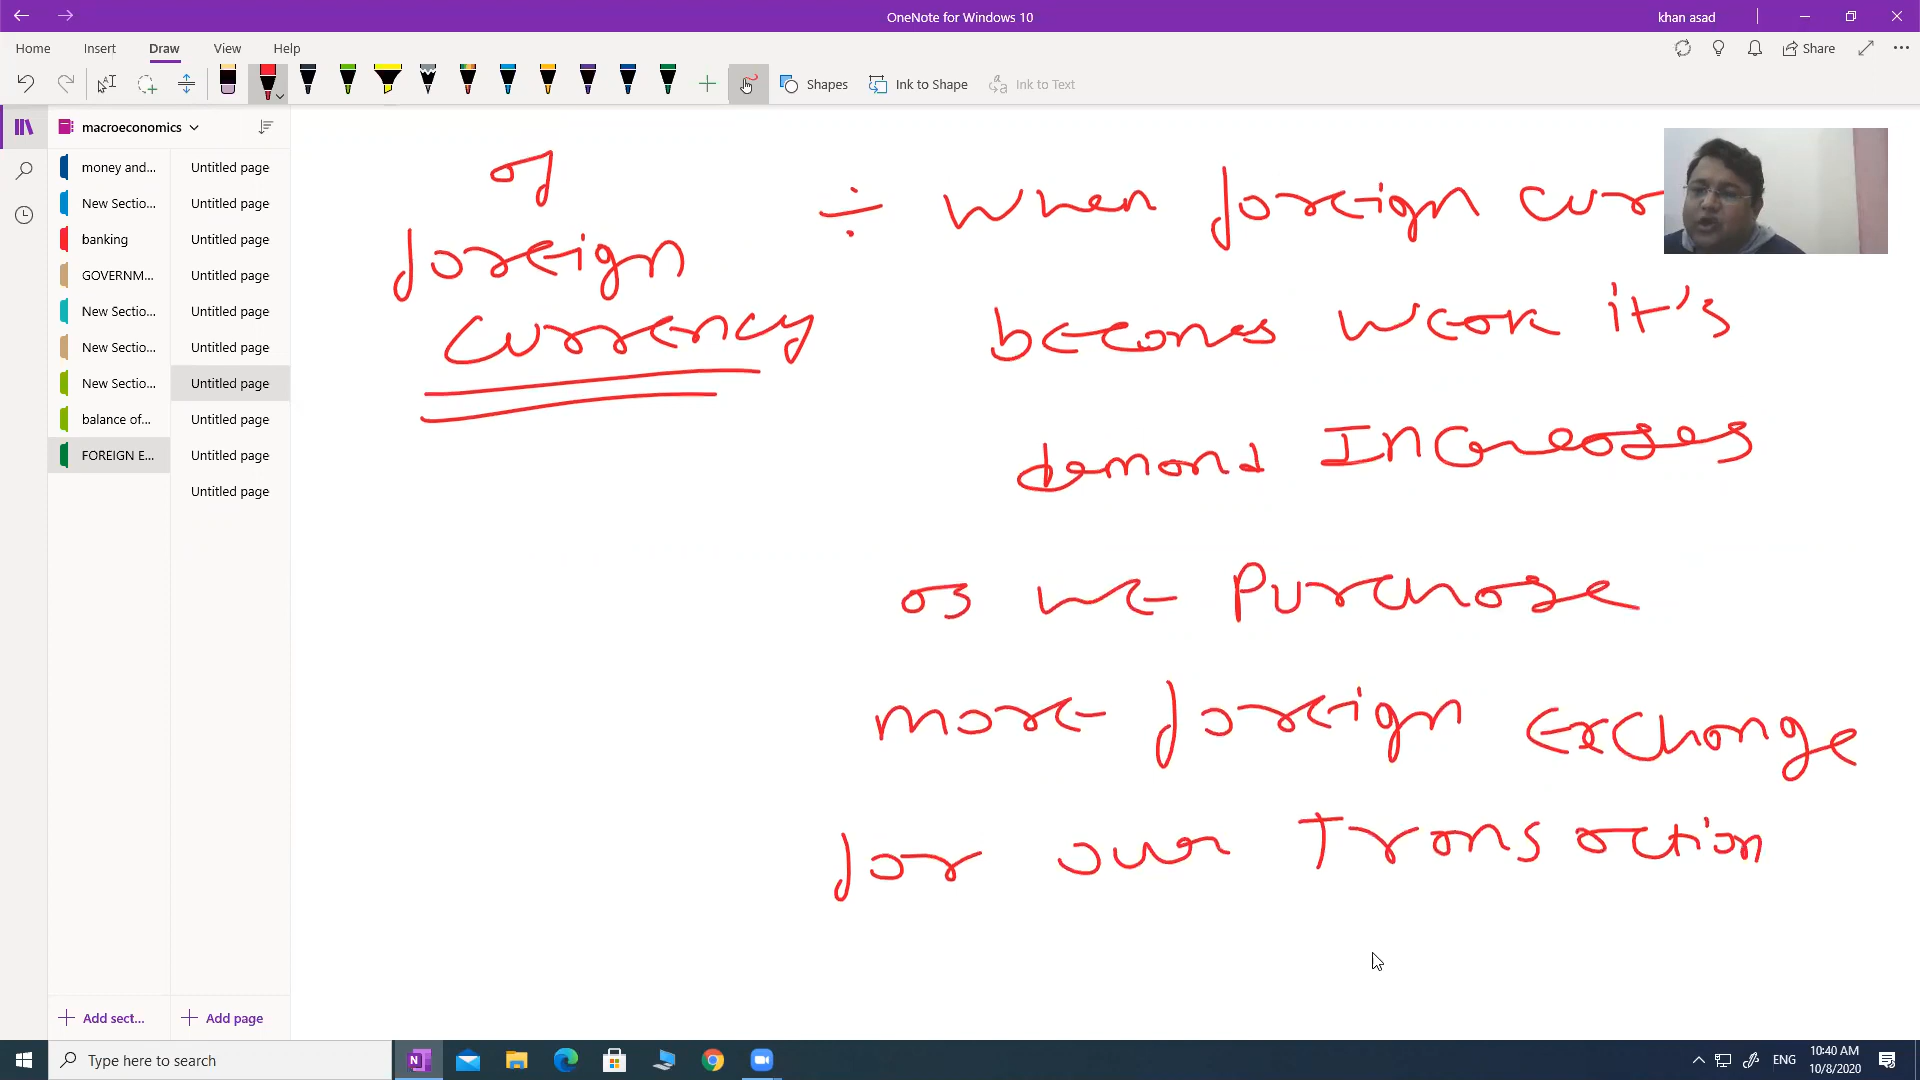 OneNote for Windows 10
khan asad
Home Insert Draw View Help
Share
Shapes
Ink to Shape
Ink to Text
macroeconomics
money and...
New Sectio...
banking
GOVERNM...
New Sectio...
New Sectio...
New Sectio...
balance of...
FOREIGN E...
Untitled page
Untitled page
Untitled page
Untitled page
Untitled page
Untitled page
Untitled page
Untitled page
Untitled page
Untitled page
Add sect...
Add page
of
foreign
currency
÷ when foreign curr
becomes weak it's
demand Increases
as we Purchase
more foreign exchange
for our Transaction
Type here to search
ENG
10:40 AM
10/8/2020